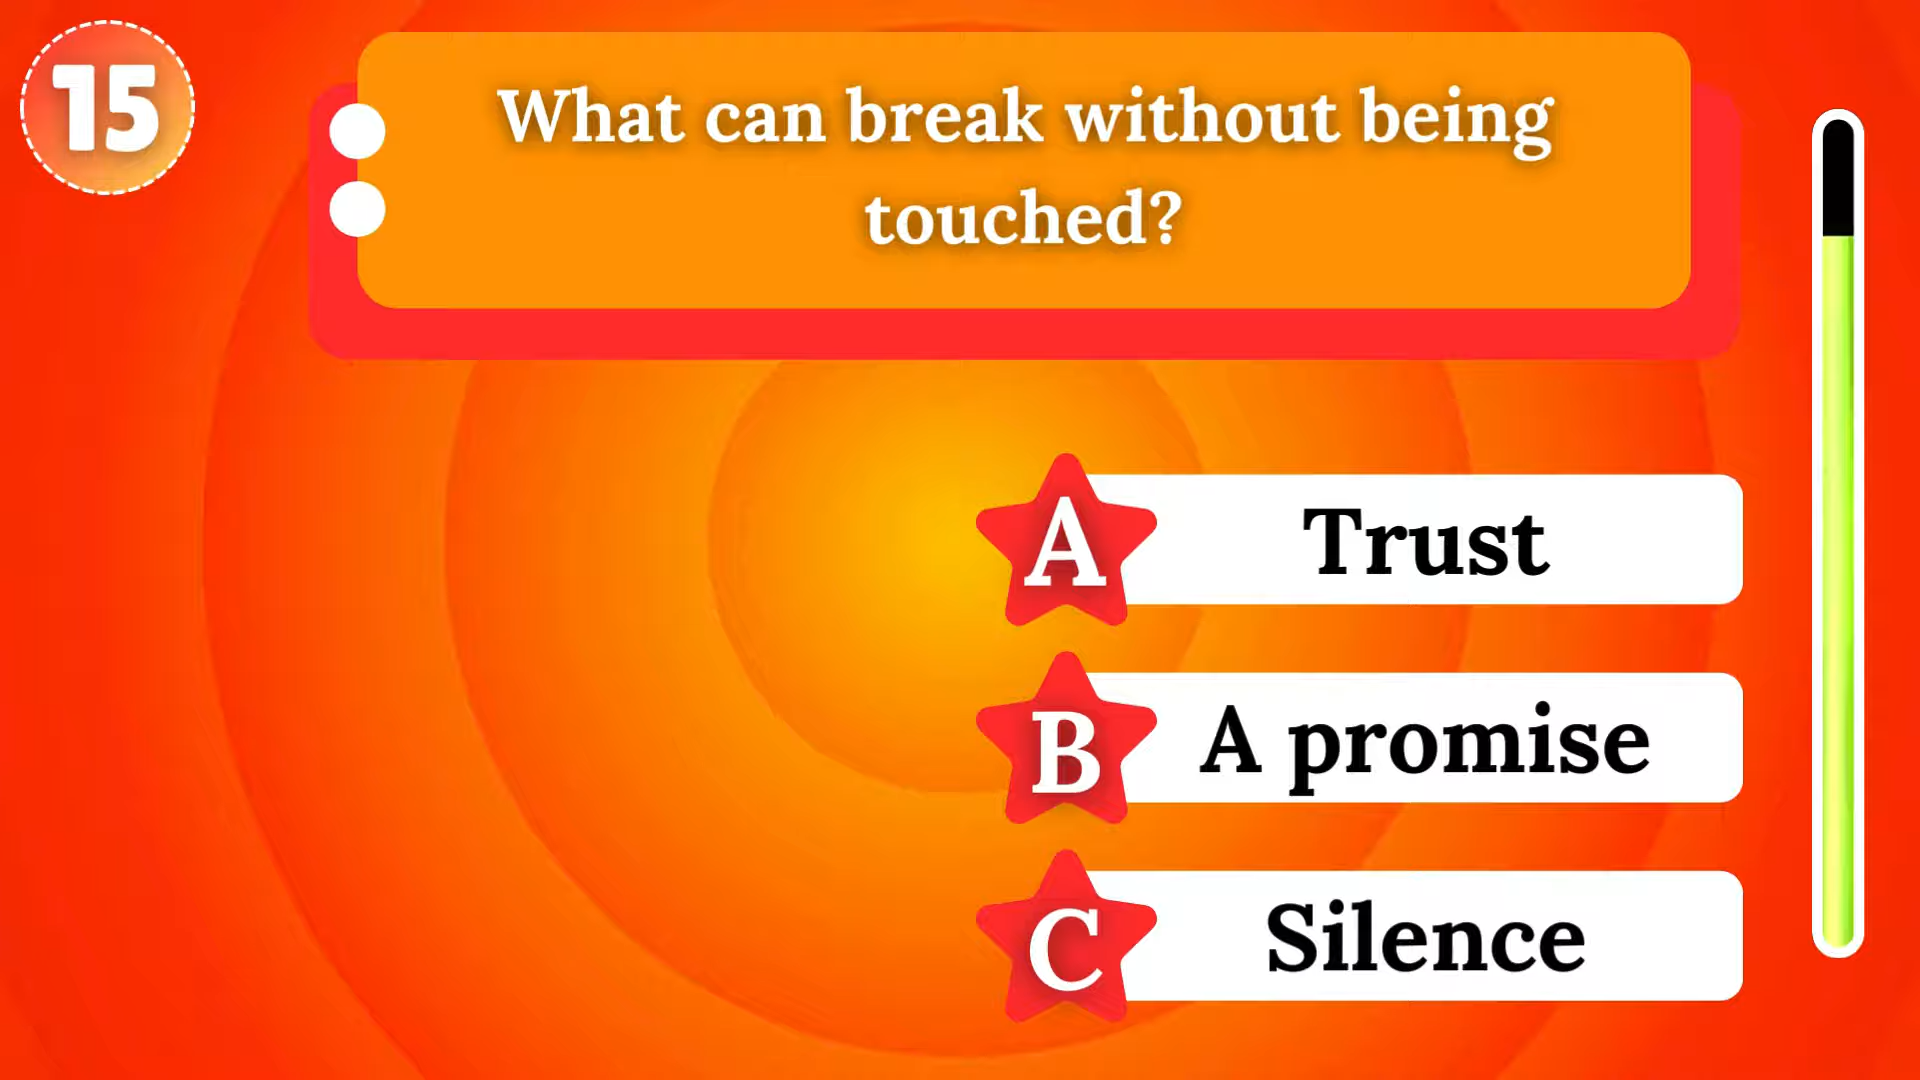 15
What can break without being
touched?
A Trust
B A promise
C Silence